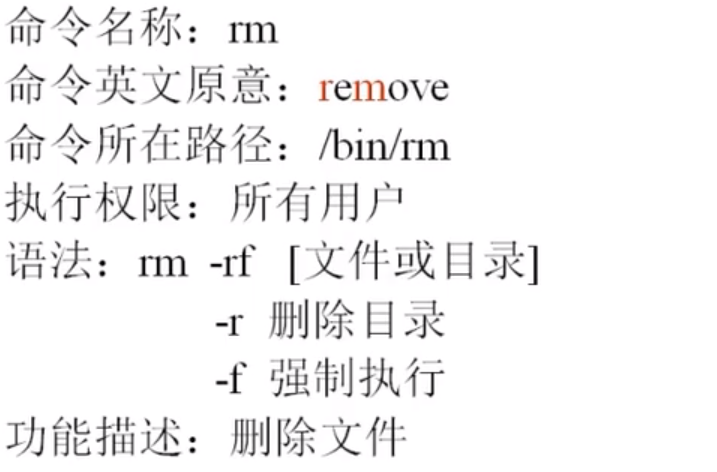 命令名称：rm
命令英文原意：remove
命令所在路径：/bin/rm
执行权限：所有用户
语法：rm -rf [文件或目录]
-r 删除目录
-f 强制执行
功能描述：删除文件